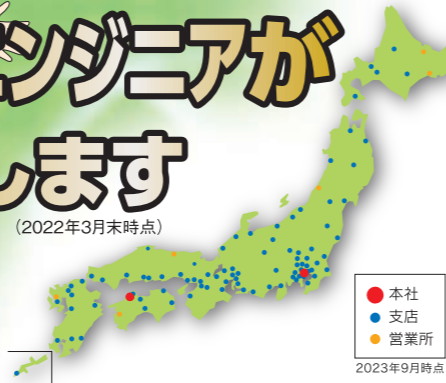 エンジニアが
します
（2022年3月末時点）
本社
支店
営業所
2023年9月時点